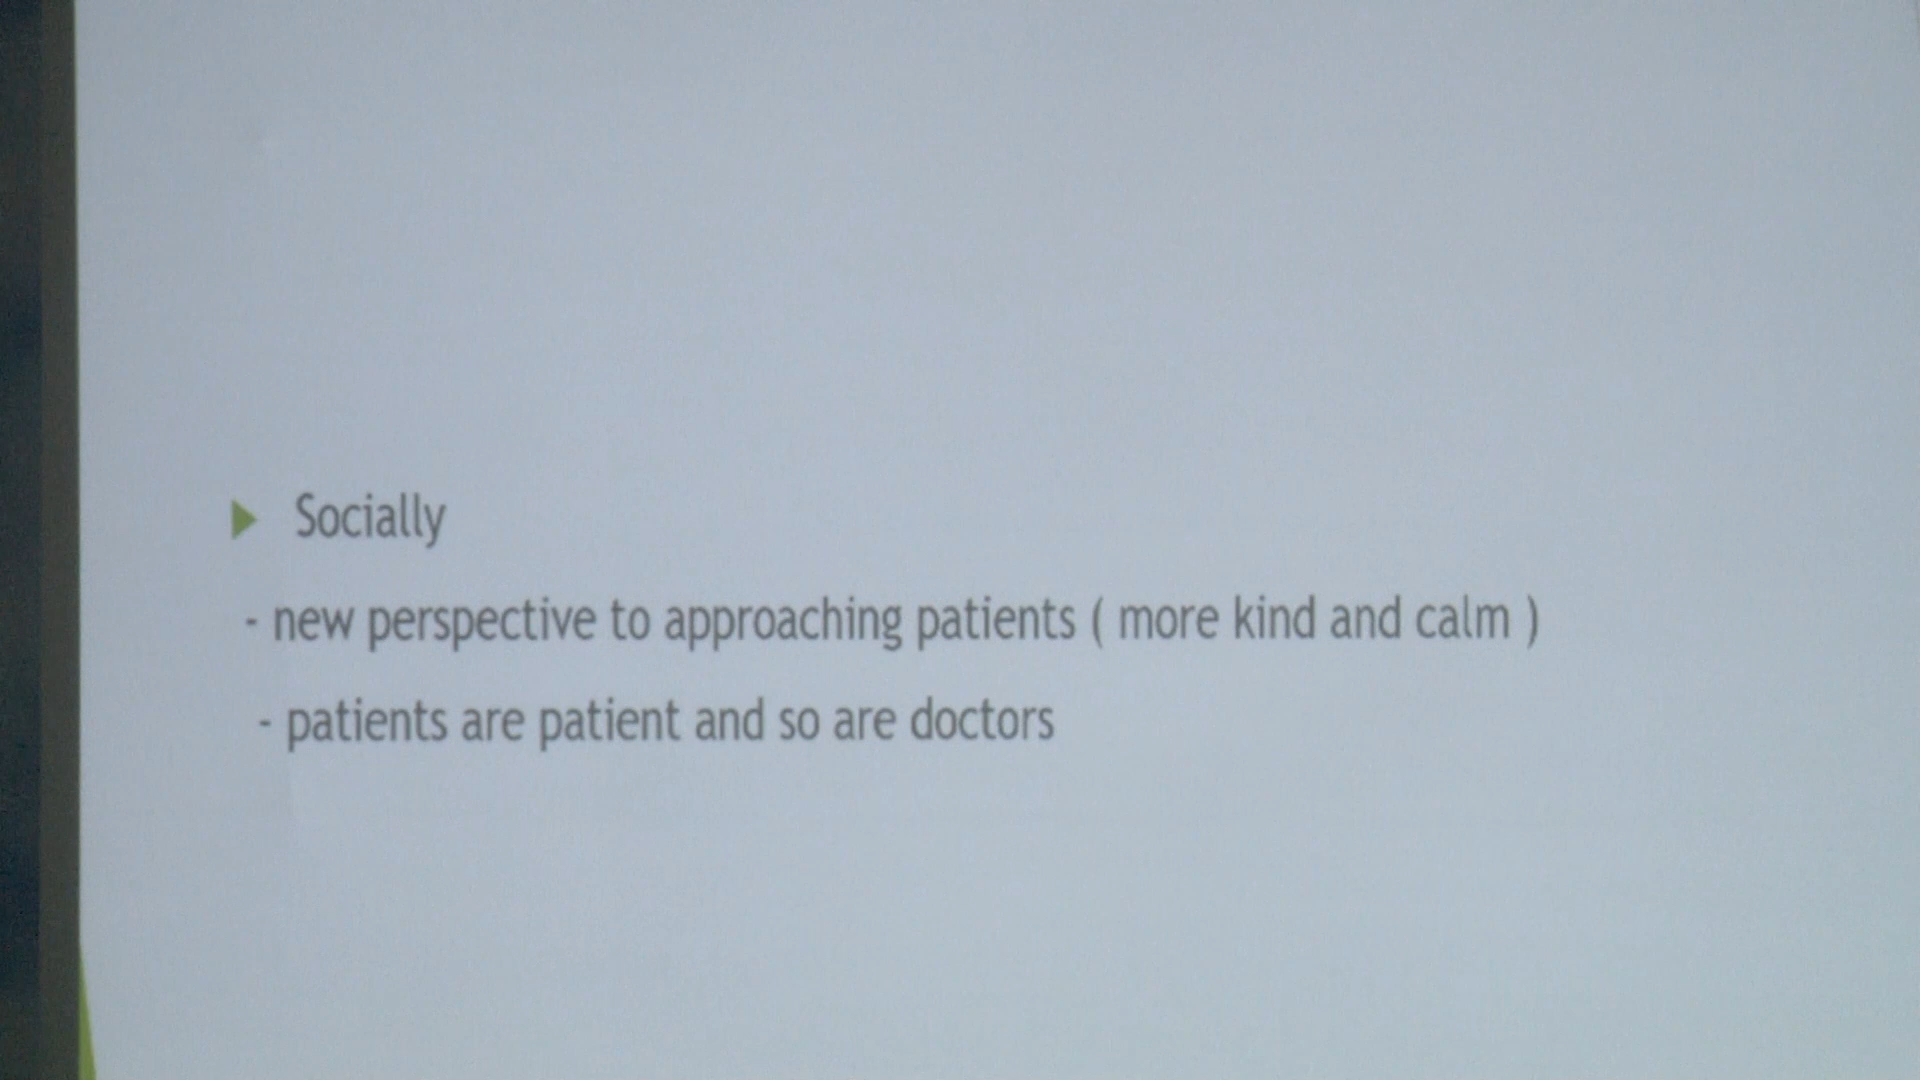 Socially
- new perspective to approaching patients ( more kind and calm )
- patients are patient and so are doctors